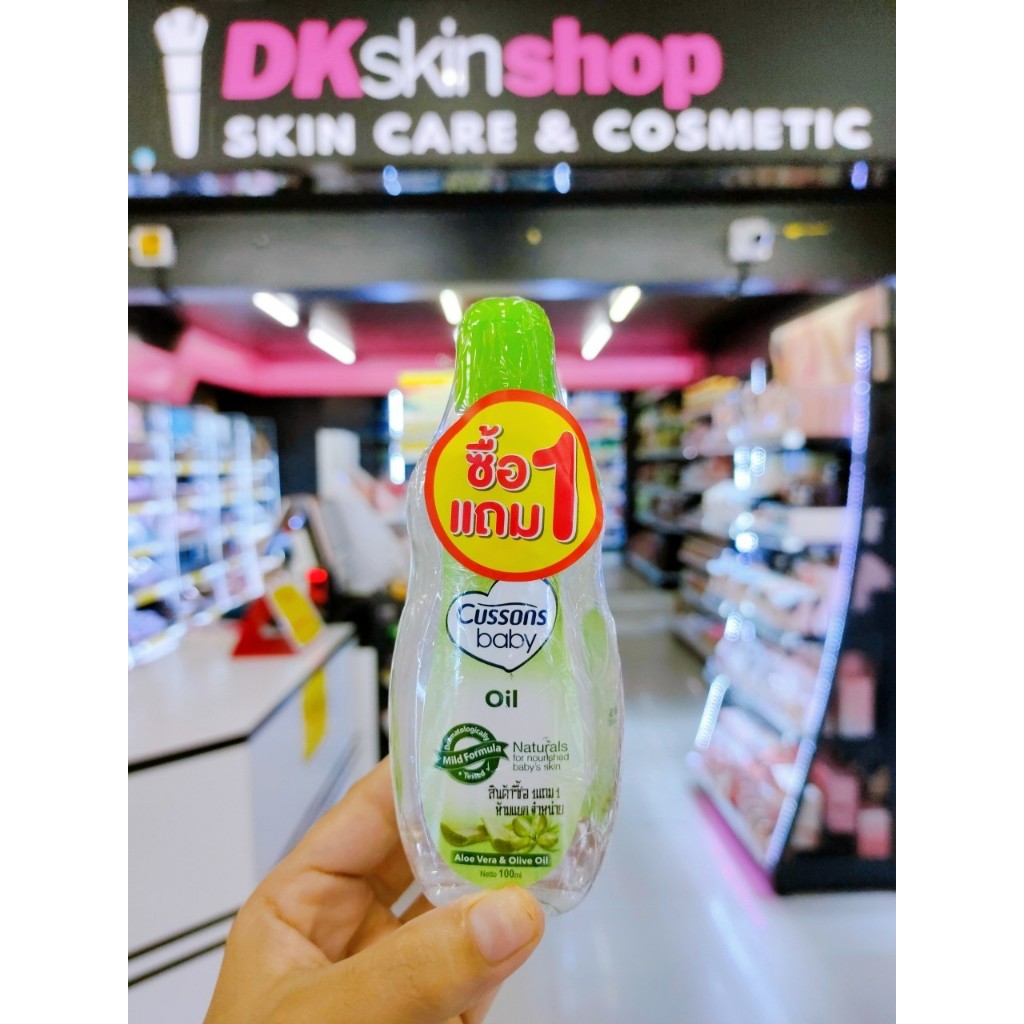 DKskinshop
SKIN CARE & COSMETIC
ซื้อ 1
แถม
Cussons
baby
Oil
Dermatologically
Mild Formula
Tested
Naturals
for nourished
baby's skin
สินค้าซื้อ 1แถม 1
ห้ามแยกจำหน่าย
Aloe Vera & Olive Oil
Netto 100ml